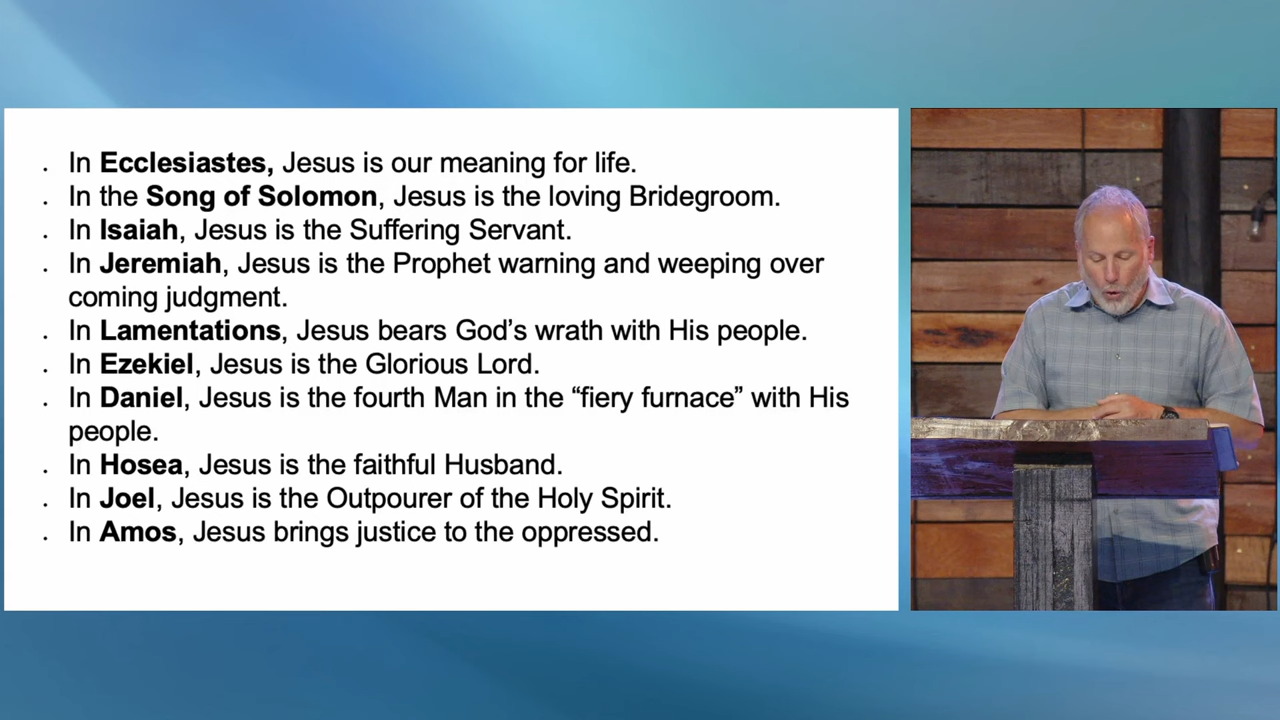 . In Ecclesiastes, Jesus is our meaning for life.
. In the Song of Solomon, Jesus is the loving Bridegroom.
. In Isaiah, Jesus is the Suffering Servant.
. In Jeremiah, Jesus is the Prophet warning and weeping over
coming judgment.
. In Lamentations, Jesus bears God’s wrath with His people.
. In Ezekiel, Jesus is the Glorious Lord.
. In Daniel, Jesus is the fourth Man in the “fiery furnace” with His
people.
. In Hosea, Jesus is the faithful Husband.
. In Joel, Jesus is the Outpourer of the Holy Spirit.
. In Amos, Jesus brings justice to the oppressed.